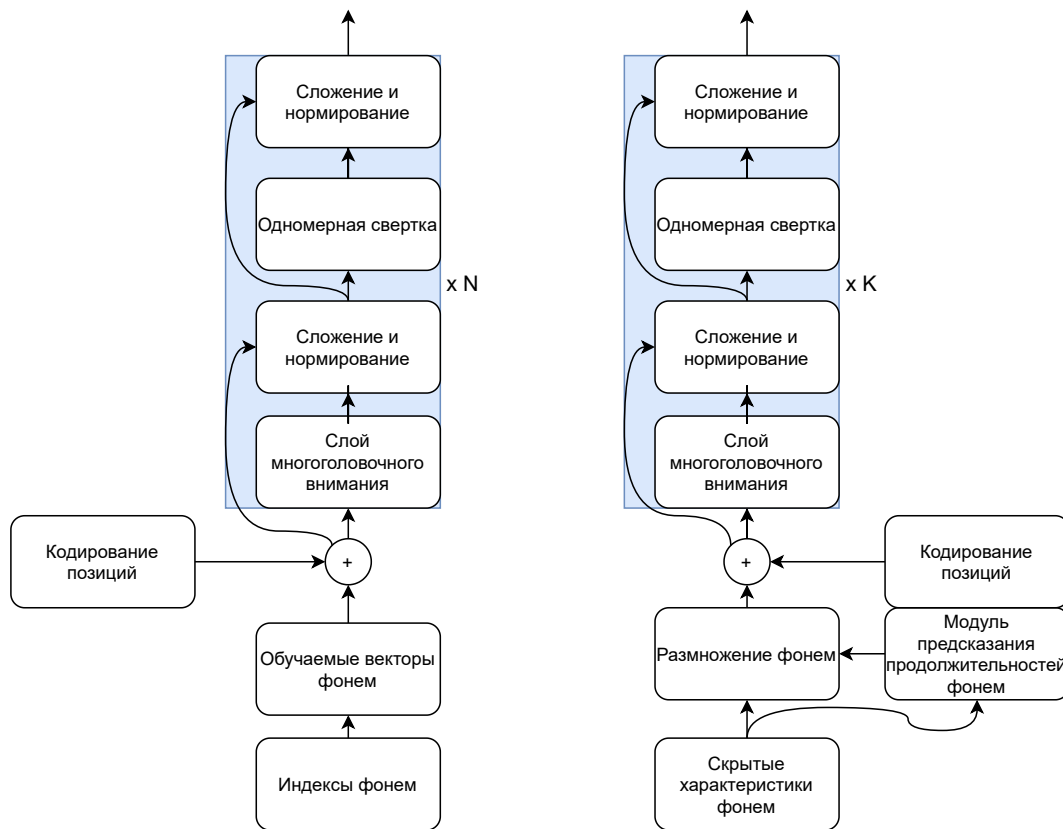 Сложение и
нормирование
Одномерная свертка
x N
Сложение и
нормирование
Слой
многоголовочного
внимания
Кодирование
позиций
+
Обучаемые векторы
фонем
Индексы фонем
Сложение и
нормирование
Одномерная свертка
x K
Сложение и
нормирование
Слой
многоголовочного
внимания
+
Кодирование
позиций
Размножение фонем
Модуль
предсказания
продолжительностей
фонем
Скрытые
характеристики
фонем